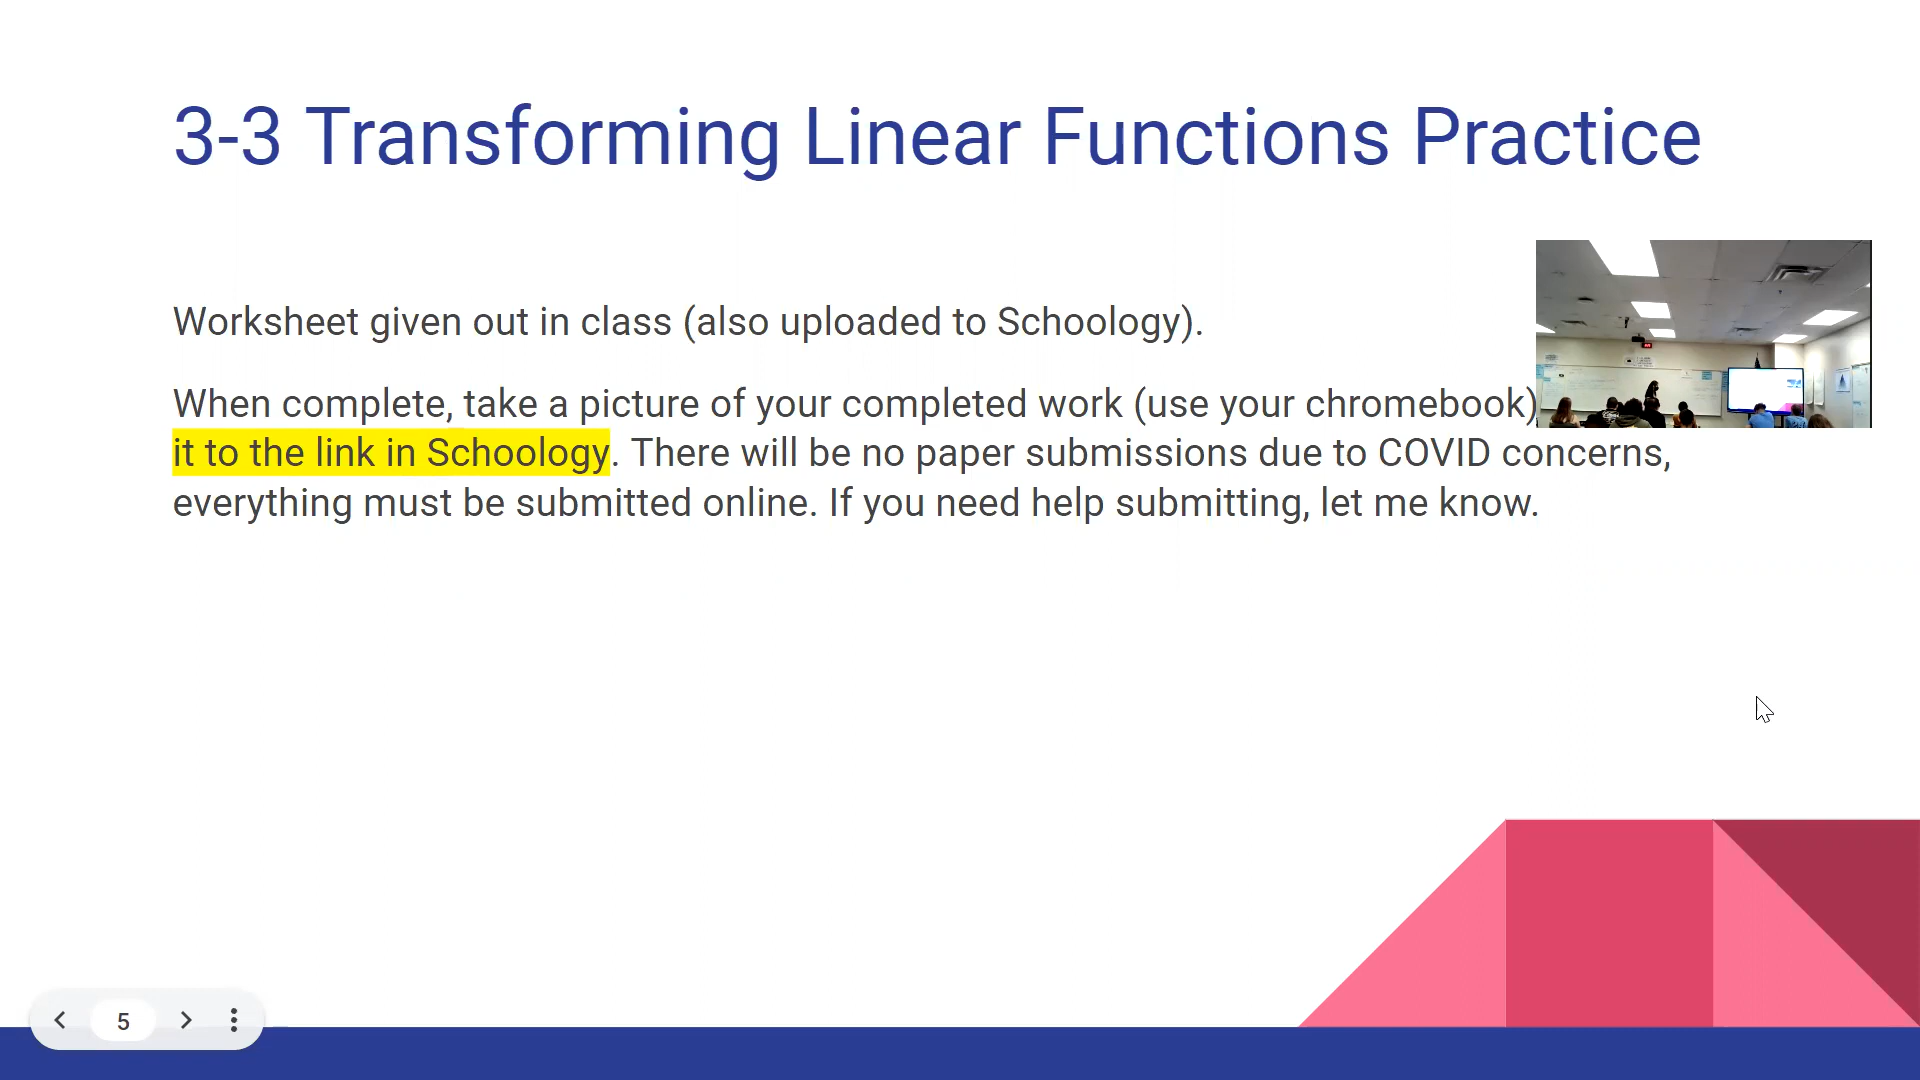 3-3 Transforming Linear Functions Practice
Worksheet given out in class (also uploaded to Schoology).
When complete, take a picture of your completed work (use your chromebook)
it to the link in Schoology. There will be no paper submissions due to COVID concerns,
everything must be submitted online. If you need help submitting, let me know.
5